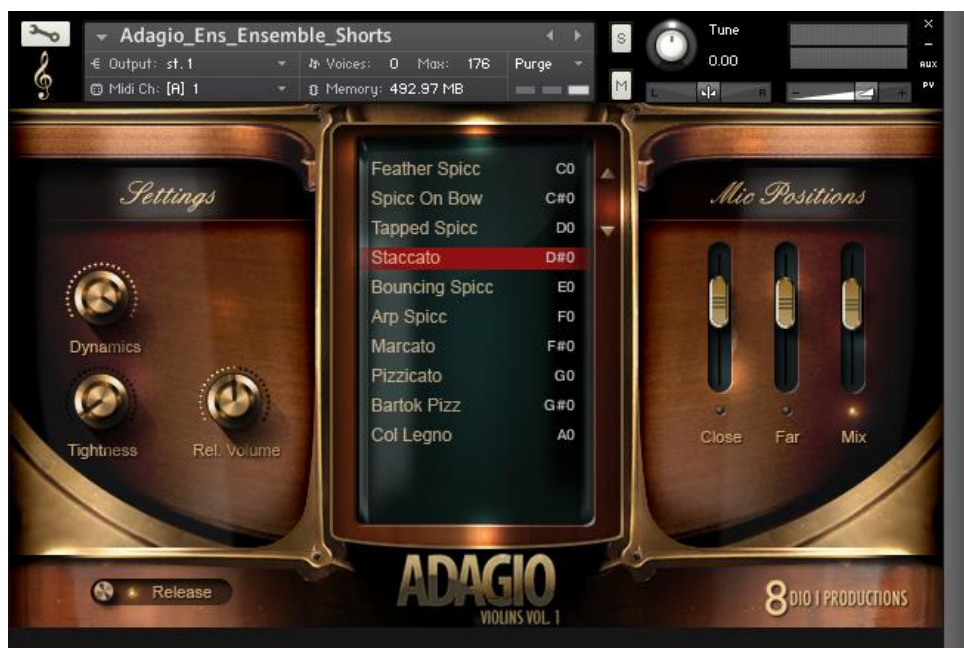 Adagio_Ens_Ensemble_Shorts
S
Tune
0.00
Output: st.1
Voices: 0 Max: 176
Purge
AUX
Midi Ch: [A] 1
Memory: 492.97 MB
M
L
R
PV
Settings
Mic Positions
Feather Spicc C0
Spicc On Bow C#0
Tapped Spicc D0
Staccato D#0
Bouncing Spicc E0
Arp Spicc F0
Marcato F#0
Pizzicato G0
Bartok Pizz G#0
Col Legno A0
Dynamics
Tightness
Rel. Volume
Close
Far
Mix
Release
ADAGIO
VIOLINS VOL. 1
8DIO | PRODUCTIONS